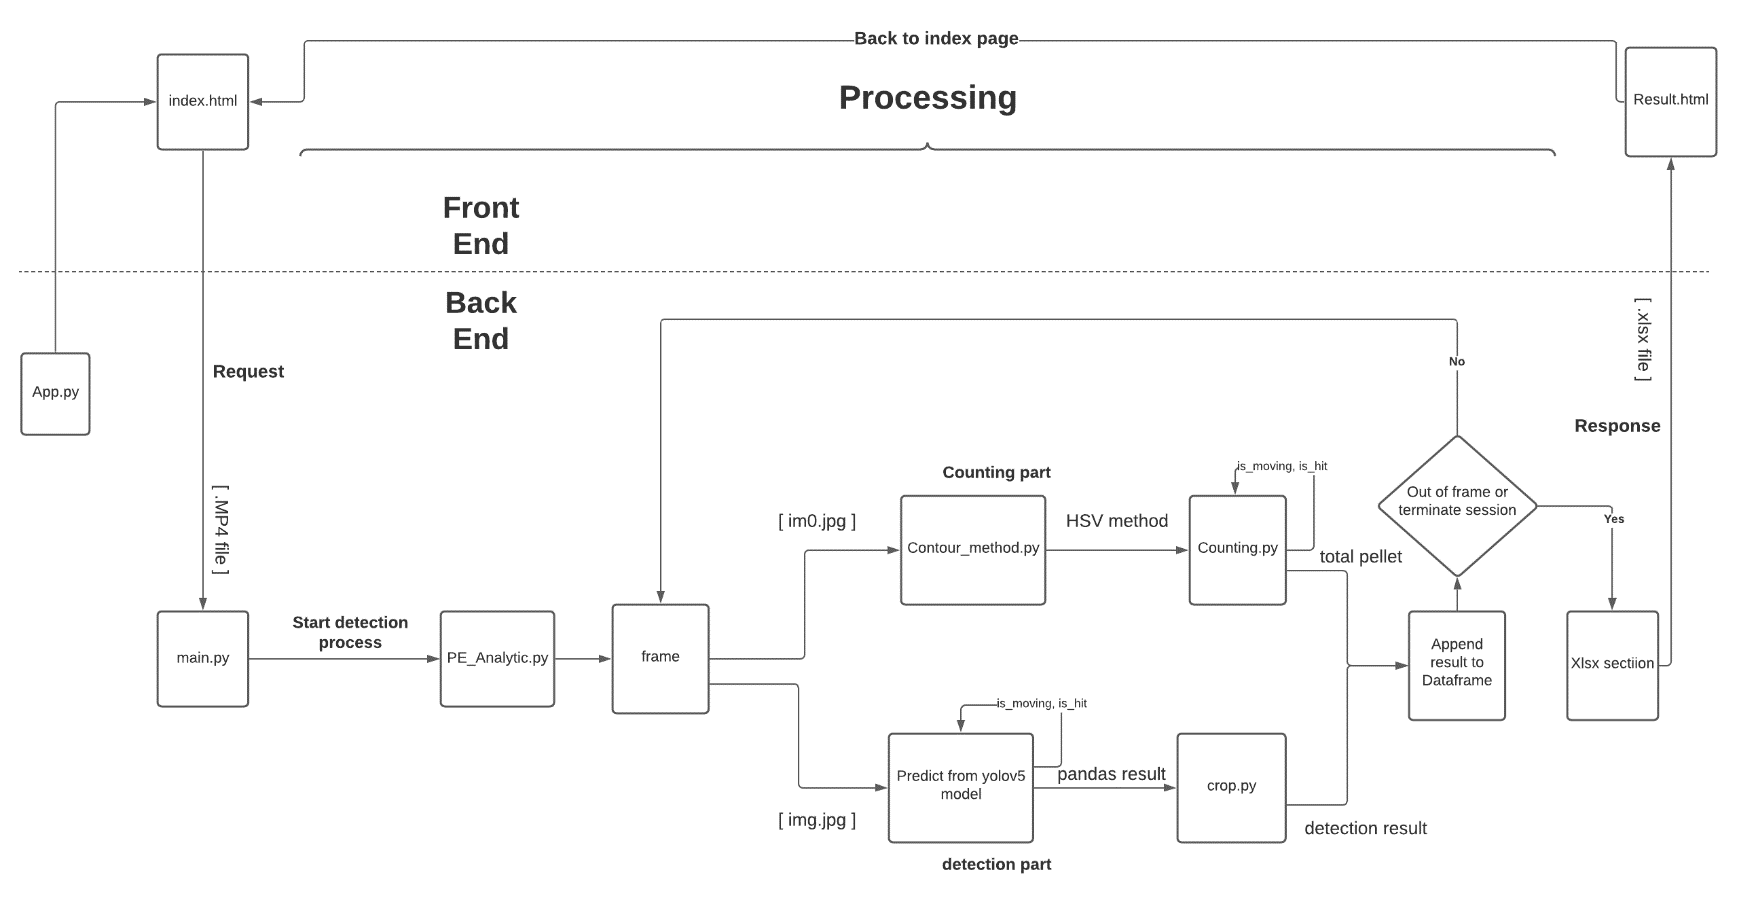 Back to index page
index.html
Processing
Result.html
Front
End
Back
End
[ .xlsx file ]
No
Request
App.py
Response
Counting part
is_moving, is_hit
Out of frame or
terminate session
[ .MP4 file ]
[ im0.jpg ]
HSV method
Yes
Contour_method.py
Counting.py
total pellet
Start detection
process
main.py
PE_Analytic.py
frame
Append
result to
Dataframe
Xlsx sectiion
is_moving, is_hit
Predict from yolov5
model
pandas result
crop.py
[ img.jpg ]
detection result
detection part